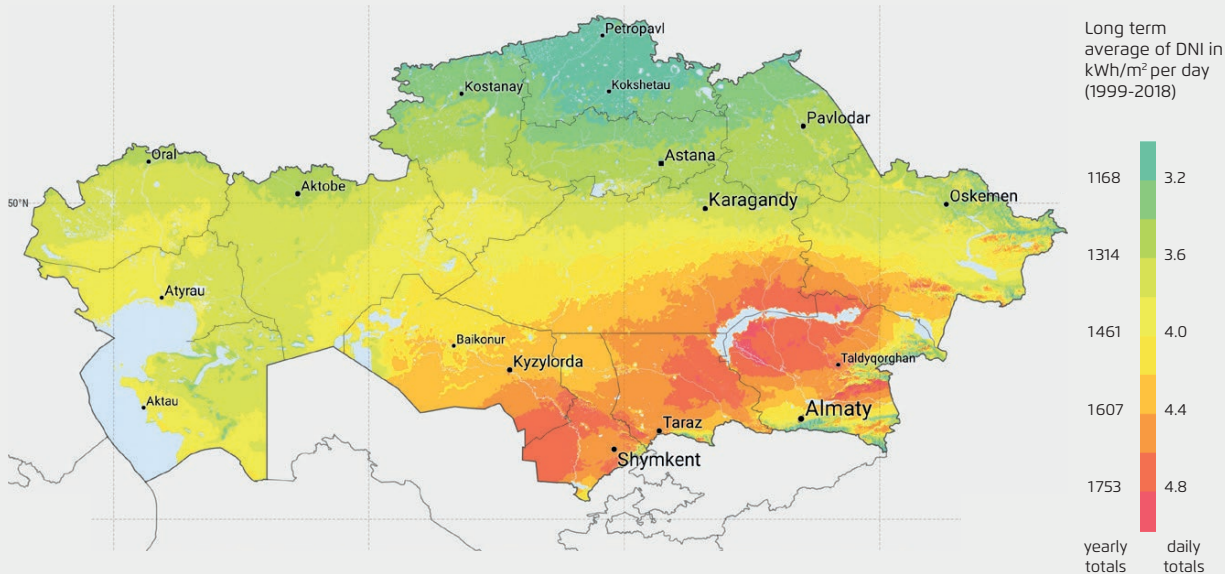 Petropavl
Kostanay
Kokshetau
Pavlodar
Oral
Astana
Aktobe
Karagandy
Oskemen
50°N
Atyrau
Baikonur
Kyzylorda
Taldyqorghan
Aktau
Almaty
Taraz
Shymkent
Long term
average of DNI in
kWh/m² per day
(1999-2018)
1168 3.2
1314 3.6
1461 4.0
1607 4.4
1753 4.8
yearly daily
totals totals